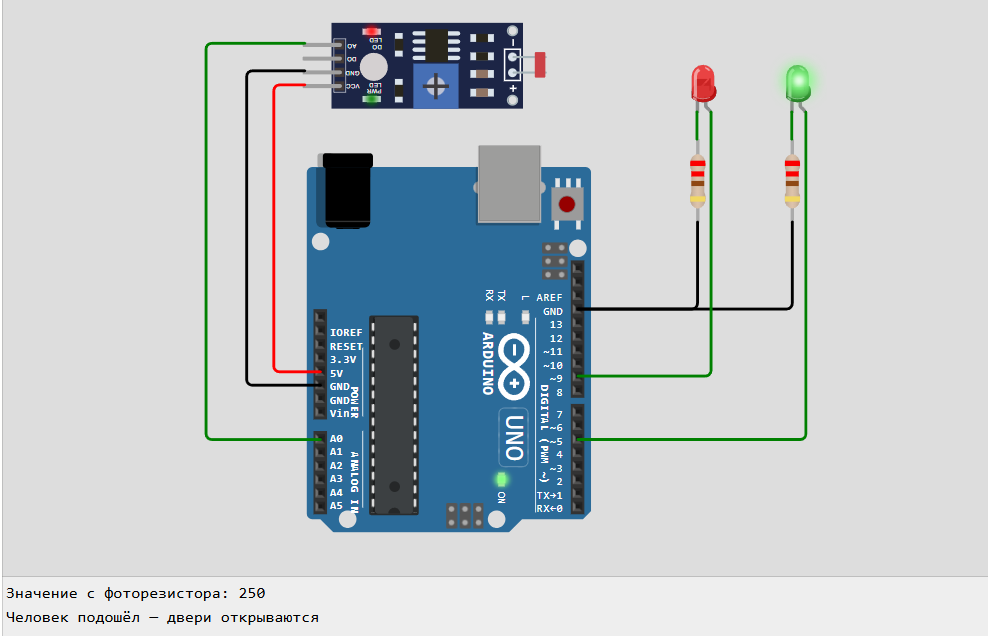 AO
DO
GND
VCC
DO
LED
PWR
LED
-
+
RX
TX
L
AREF
GND
13
12
~11
~10
~9
8
7
~6
~5
4
~3
2
TX→1
RX←0
IOREF
RESET
3.3V
5V
GND
GND
Vin
POWER
A0
A1
A2
A3
A4
A5
ANALOG IN
ARDUINO
UNO
DIGITAL (PWM ~)
ON
Значение с фоторезистора: 250
Человек подошёл — двери открываются